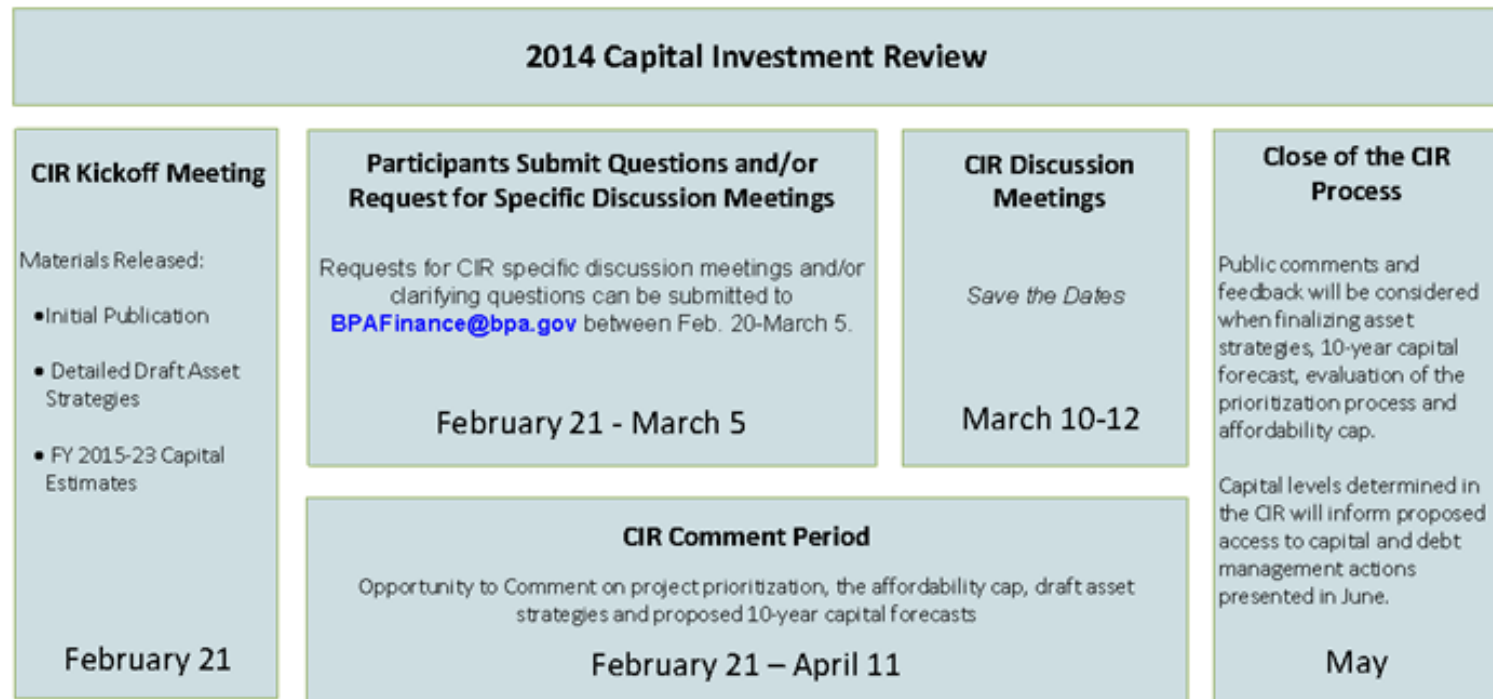 2014 Capital Investment Review
CIR Kickoff Meeting
Materials Released:
•Initial Publication
• Detailed Draft Asset
Strategies
• FY 2015-23 Capital
Estimates
February 21
Participants Submit Questions and/or
Request for Specific Discussion Meetings
Requests for CIR specific discussion meetings and/or
clarifying questions can be submitted to
BPAFinance@bpa.gov between Feb. 20-March 5.
February 21 - March 5
CIR Discussion
Meetings
Save the Dates
March 10-12
CIR Comment Period
Opportunity to Comment on project prioritization, the affordability cap, draft asset
strategies and proposed 10-year capital forecasts
February 21 – April 11
Close of the CIR
Process
Public comments and
feedback will be considered
when finalizing asset
strategies, 10-year capital
forecast, evaluation of the
prioritization process and
affordability cap.
Capital levels determined in
the CIR will inform proposed
access to capital and debt
management actions
presented in June.
May